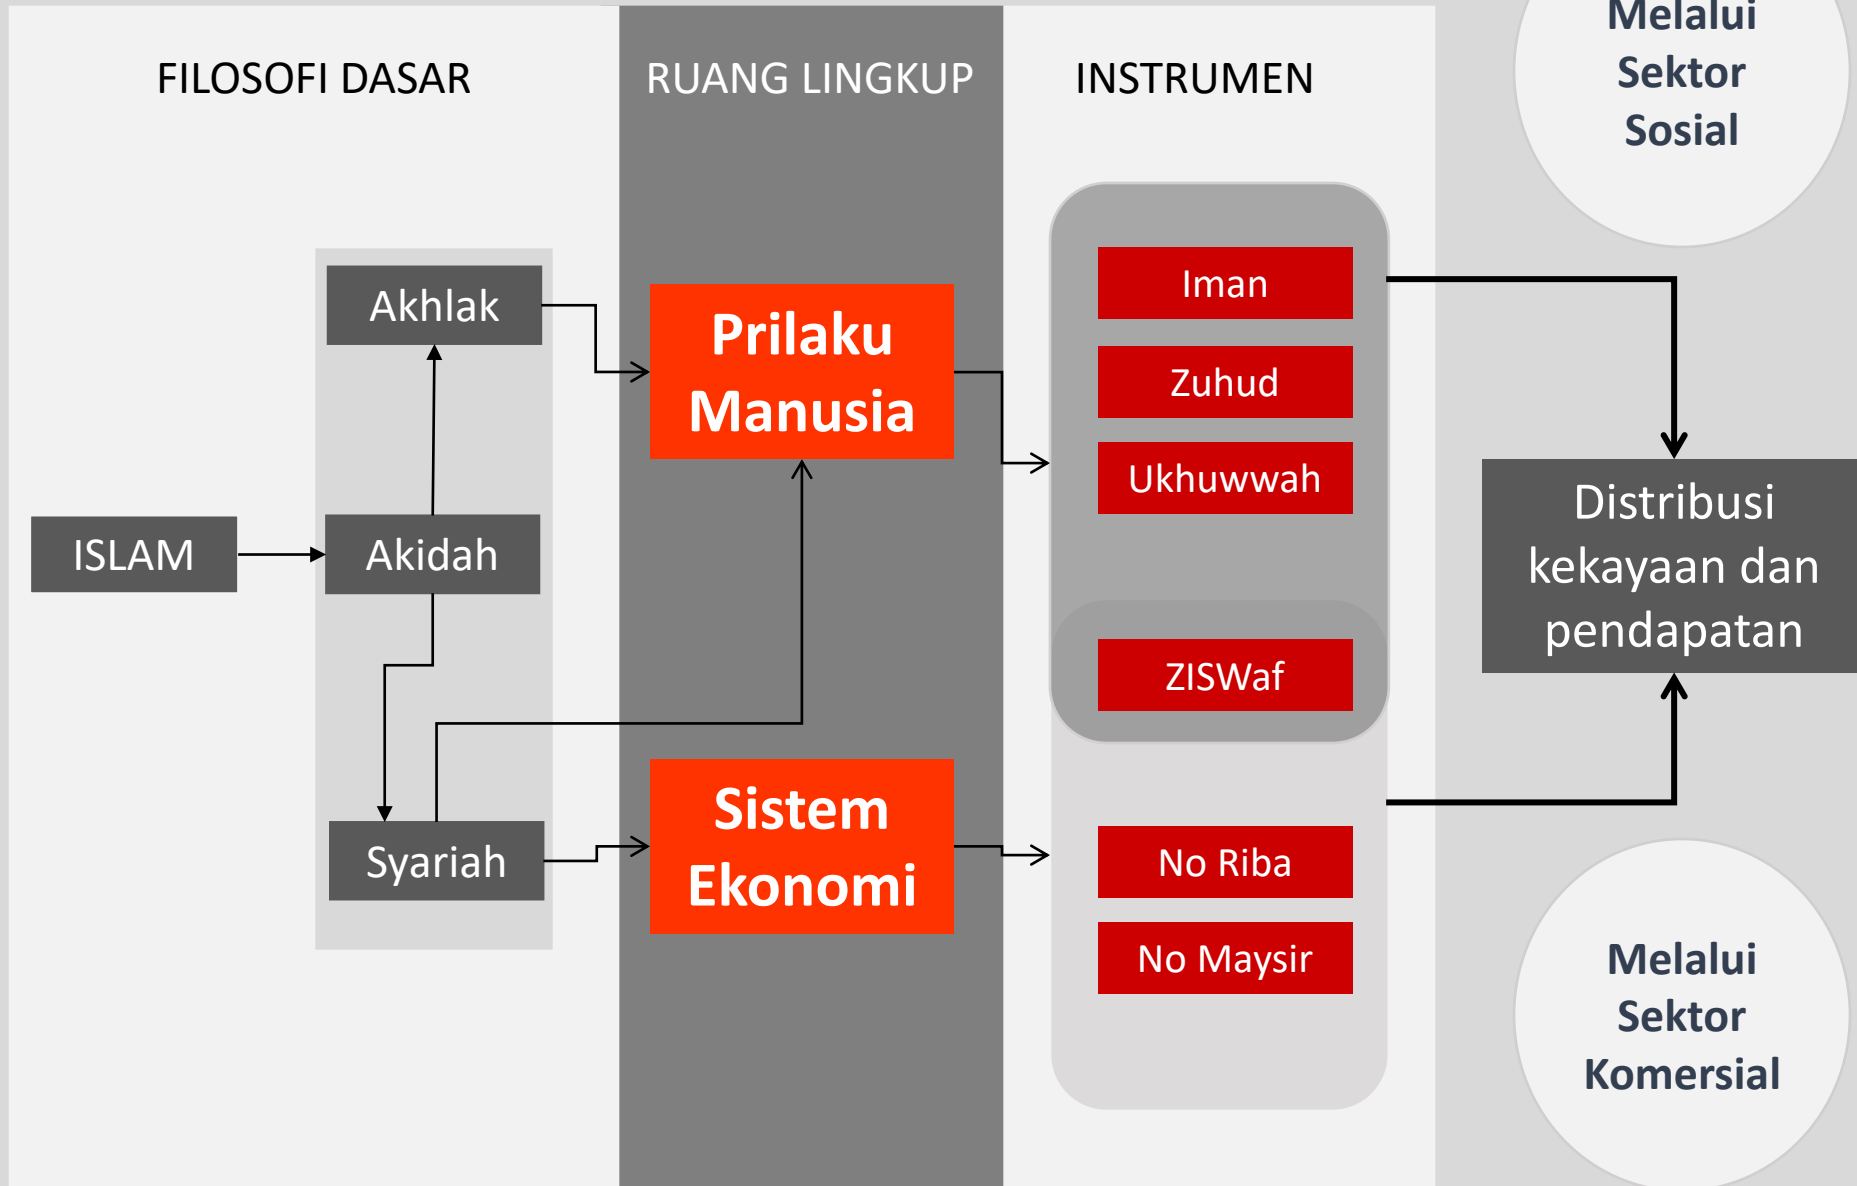 FILOSOFI DASAR
RUANG LINGKUP
INSTRUMEN
Melalui
Sektor
Sosial
ISLAM
Akhlak
Akidah
Syariah
Prilaku
Manusia
Sistem
Ekonomi
Iman
Zuhud
Ukhuwwah
ZISWaf
No Riba
No Maysir
Distribusi
kekayaan dan
pendapatan
Melalui
Sektor
Komersial